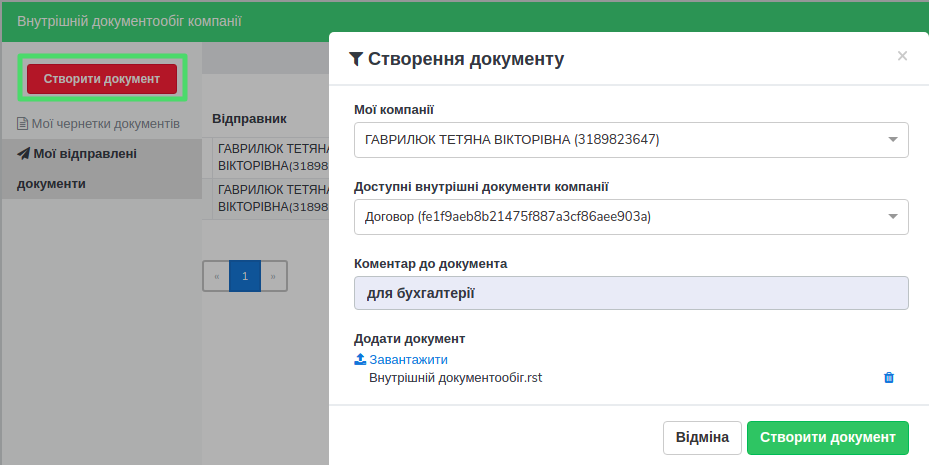 Внутрішній документообіг компанії
Створити документ
Мої чернетки документів
Мої відправлені
документи
Відправник
ГАВРИЛЮК ТЕТЯНА
ВІКТОРІВНА(31898
ГАВРИЛЮК ТЕТЯНА
ВІКТОРІВНА(31898
« 1 »
Створення документу ×
Мої компанії
ГАВРИЛЮК ТЕТЯНА ВІКТОРІВНА (3189823647)
Доступні внутрішні документи компанії
Договор (fe1f9aeb8b21475f887a3cf86aee903a)
Коментар до документа
для бухгалтерії
Додати документ
Завантажити
Внутрішній документообіг.rst
Відміна Створити документ